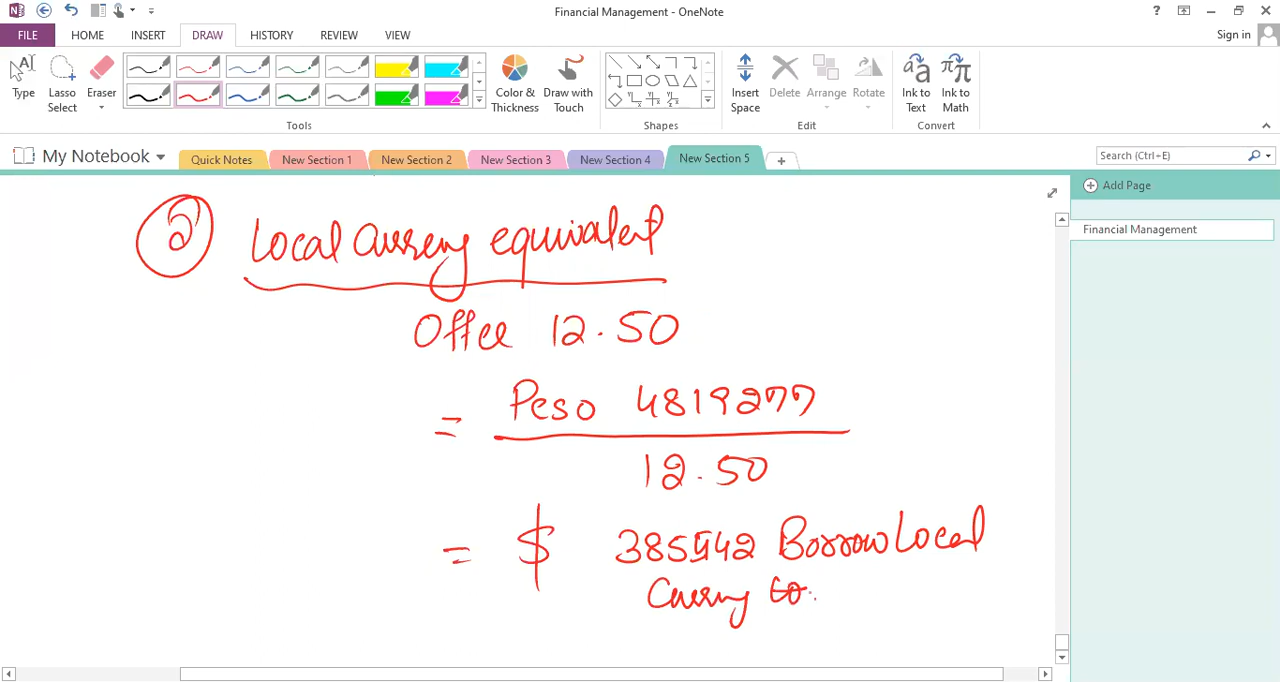 Financial Management - OneNote
?
FILE
HOME
INSERT
DRAW
HISTORY
REVIEW
VIEW
Sign in
Type
Lasso Select
Eraser
Color & Thickness
Draw with Touch
Insert Space
Delete
Arrange
Rotate
Ink to Text
Ink to Math
Tools
Shapes
Edit
Convert
My Notebook
Quick Notes
New Section 1
New Section 2
New Section 3
New Section 4
New Section 5
Search (Ctrl+E)
Add Page
Financial Management
2 Local Currency equivalent
Offer 12.50
= Peso 4819277
12.50
= $ 385542 Borrow Local
Currency to